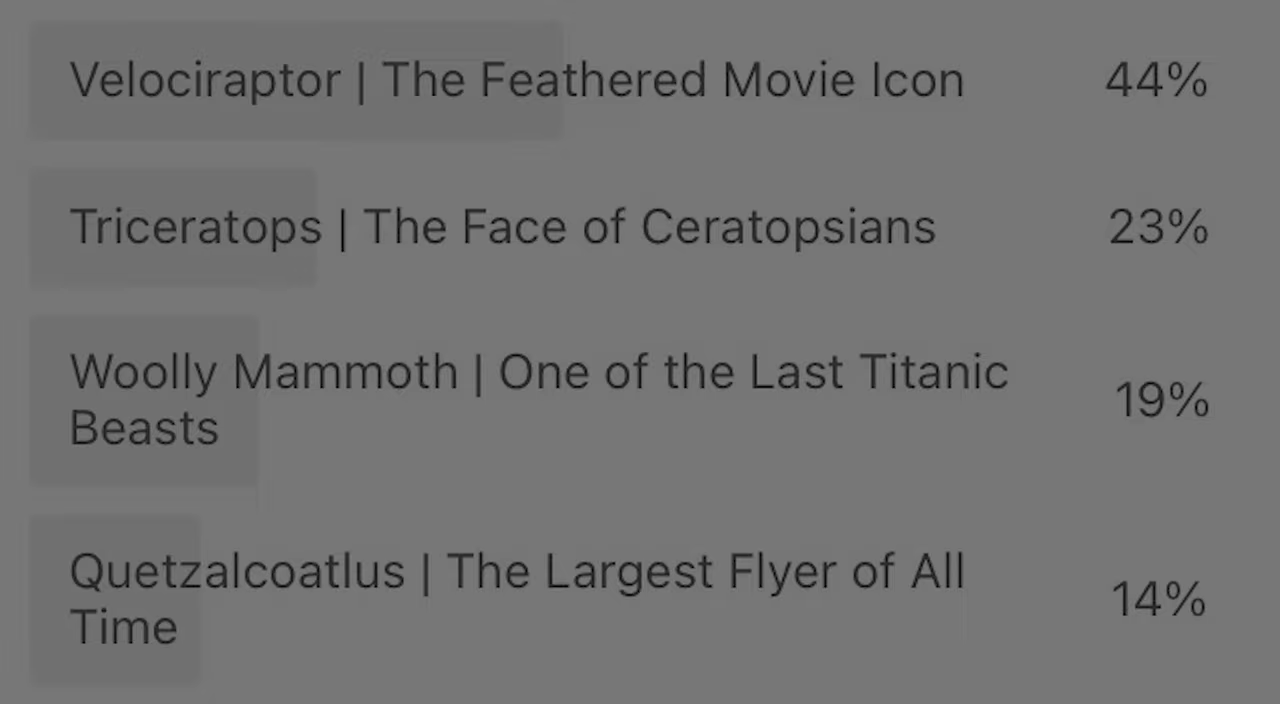 Velociraptor | The Feathered Movie Icon 44%
Triceratops | The Face of Ceratopsians 23%
Woolly Mammoth | One of the Last Titanic
Beasts
19%
Quetzalcoatlus | The Largest Flyer of All
Time
14%